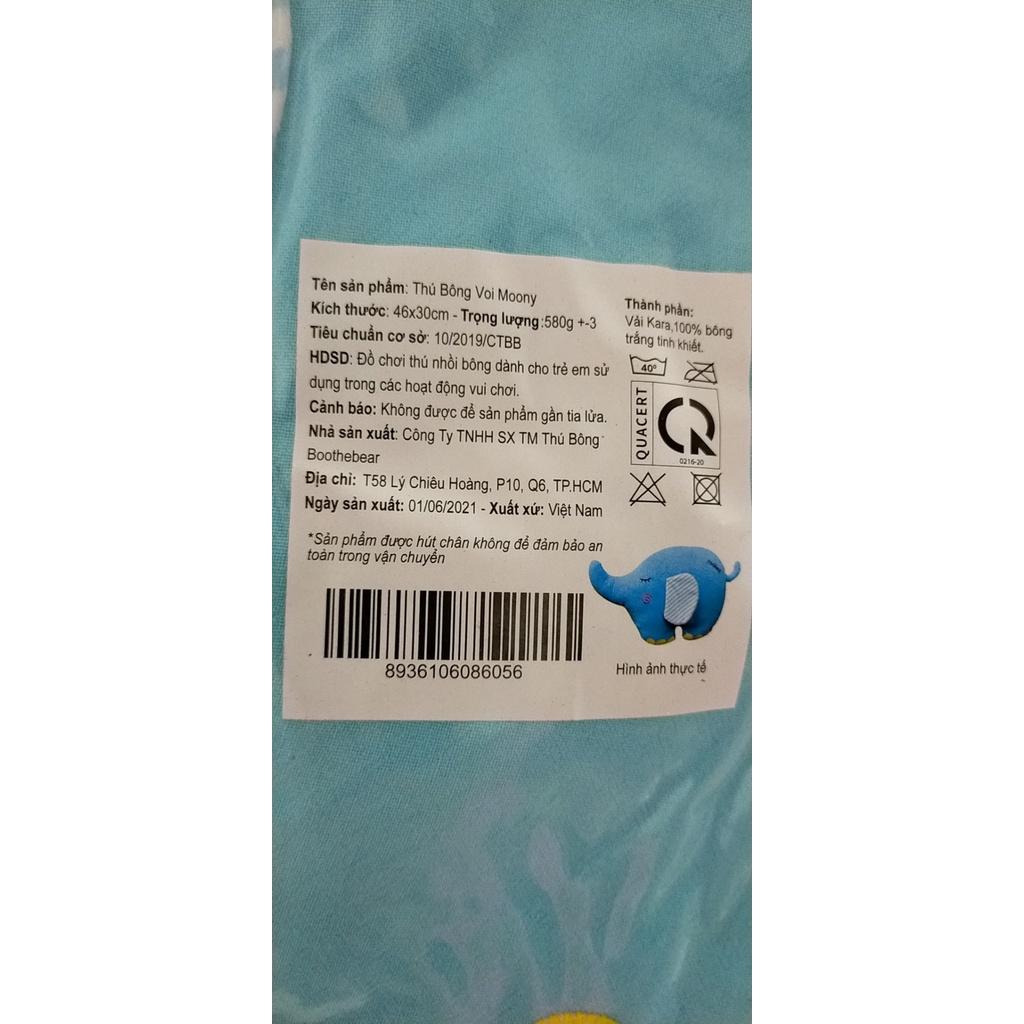 Tên sản phẩm: Thú Bông Voi Moony
Kích thước: 46x30cm - Trọng lượng:580g +-3
Tiêu chuẩn cơ sở: 10/2019/CTBB
HDSD: Đồ chơi thú nhồi bông dành cho trẻ em sử
dụng trong các hoạt động vui chơi.
Cảnh báo: Không được để sản phẩm gần tia lửa.
Nhà sản xuất: Công Ty TNHH SX TM Thú Bông
Boothebear
Địa chỉ: T58 Lý Chiêu Hoàng, P10, Q6, TP.HCM
Ngày sản xuất: 01/06/2021 - Xuất xứ: Việt Nam
*Sản phẩm được hút chân không để đảm bảo an
toàn trong vận chuyển
8936106086056
Thành phần:
Vải Kara,100% bông
trắng tinh khiết.
40°
QUACERT
0216-20
Hình ảnh thực tế